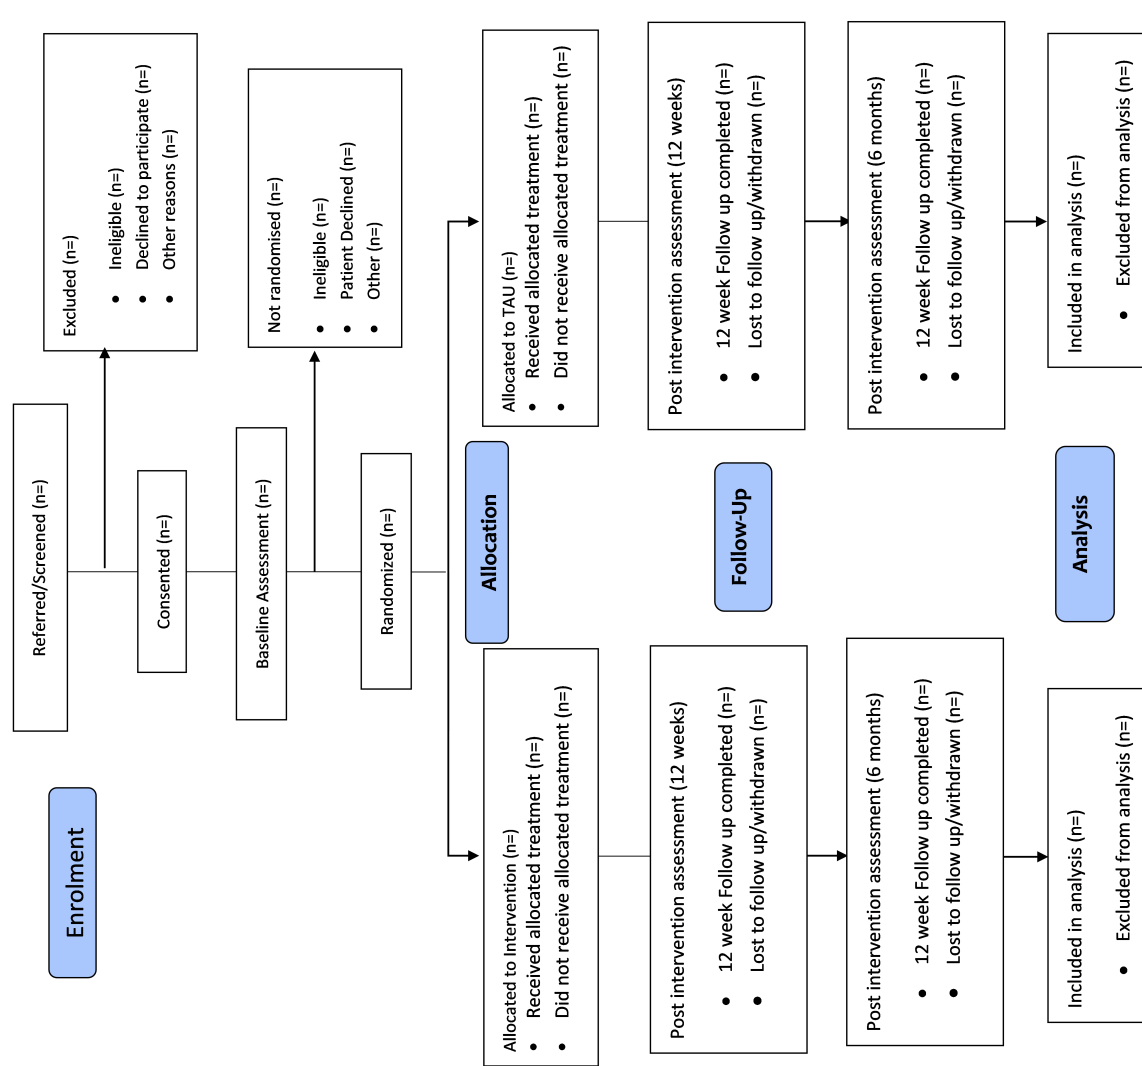 Enrolment
Referred/Screened (n=)
Excluded (n=)
• Ineligible (n=)
• Declined to participate (n=)
• Other reasons (n=)
Consented (n=)
Baseline Assessment (n=)
Not randomised (n=)
• Ineligible (n=)
• Patient Declined (n=)
• Other (n=)
Randomized (n=)
Allocation
Allocated to Intervention (n=)
• Received allocated treatment (n=)
• Did not receive allocated treatment (n=)
Allocated to TAU (n=)
• Received allocated treatment (n=)
• Did not receive allocated treatment (n=)
Follow-Up
Post intervention assessment (12 weeks)
• 12 week Follow up completed (n=)
• Lost to follow up/withdrawn (n=)
Post intervention assessment (12 weeks)
• 12 week Follow up completed (n=)
• Lost to follow up/withdrawn (n=)
Post intervention assessment (6 months)
• 12 week Follow up completed (n=)
• Lost to follow up/withdrawn (n=)
Post intervention assessment (6 months)
• 12 week Follow up completed (n=)
• Lost to follow up/withdrawn (n=)
Analysis
Included in analysis (n=)
• Excluded from analysis (n=)
Included in analysis (n=)
• Excluded from analysis (n=)